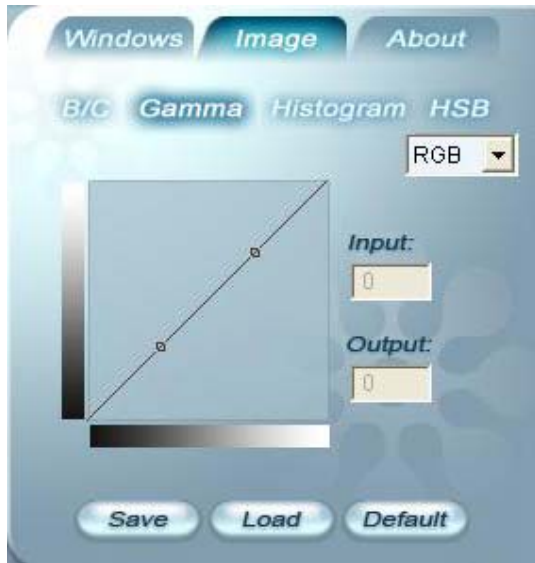 Windows Image About
B/C Gamma Histogram HSB
RGB
Input:
0
Output:
0
Save Load Default